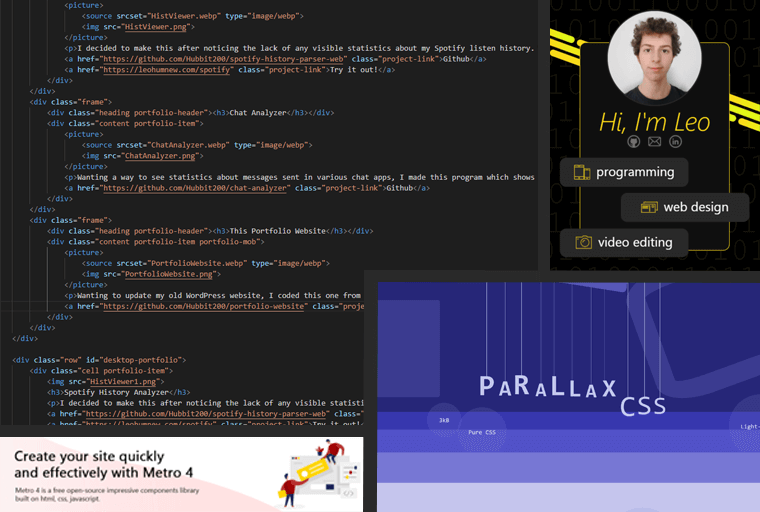 <picture>
<source srcset="HistViewer.webp" type="image/webp">
<img src="HistViewer.png">
</picture>
<p>I decided to make this after noticing the lack of any visible statistics about my Spotify listen history.
<a href="https://github.com/Hubbit200/spotify-history-parser-web" class="project-link">Github</a>
<a href="https://leohumnew.com/spotify" class="project-link">Try it out!</a>
</div>
</div>
<div class="frame">
<div class="heading portfolio-header"><h3>Chat Analyzer</h3></div>
<div class="content portfolio-item">
<picture>
<source srcset="ChatAnalyzer.webp" type="image/webp">
<img src="ChatAnalyzer.png">
</picture>
<p>Wanting a way to see statistics about messages sent in various chat apps, I made this program which shows
<a href="https://github.com/Hubbit200/chat-analyzer" class="project-link">Github</a>
</div>
</div>
<div class="frame">
<div class="heading portfolio-header"><h3>This Portfolio Website</h3></div>
<div class="content portfolio-item portfolio-mob">
<picture>
<source srcset="PortfolioWebsite.webp" type="image/webp">
<img src="PortfolioWebsite.png">
</picture>
<p>Wanting to update my old WordPress website, I coded this one from
<a href="https://github.com/Hubbit200/portfolio-website" class="proje
</div>
</div>
</div>
<div class="row" id="desktop-portfolio">
<div class="cell portfolio-item">
<img src="HistViewer1.png">
<h3>Spotify History Analyzer</h3>
<p>I decided to make this after noticing the lack of any visible statisti
<a href="https://github.com/Hubbit200/spotify-history-parser-web" class="
<a href="https://leohumnew.com/spotify" class="project-link">Try it out!
Hi, I'm Leo
programming
web design
video editing
PARALLAX
CSS
3kB
Pure CSS
Light-
Create your site quickly
and effectively with Metro 4
Metro 4 is a free open-source impressive components library
built on html, css, javascript.